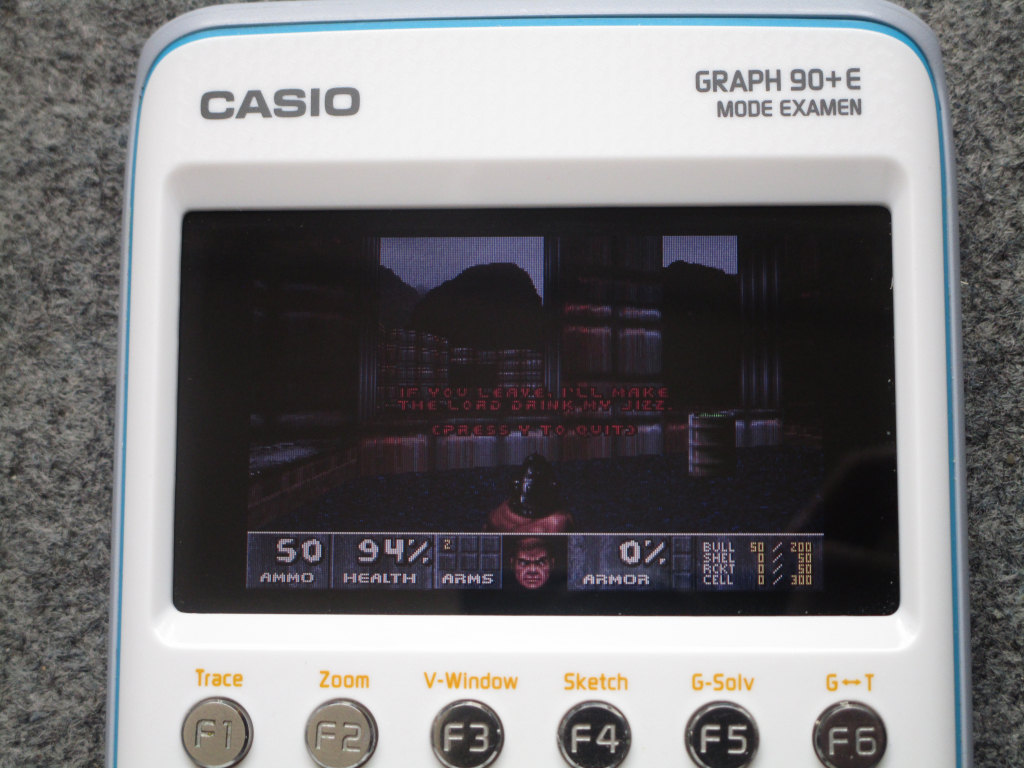 CASIO
GRAPH 90+E
MODE EXAMEN
IF YOU LEAVE, I'LL MAKE
THE LORD DRINK MY JIZZ.
(PRESS Y TO QUIT)
50 94% 2 0%
AMMO HEALTH ARMS ARMOR
BULL 50 / 200
SHEL 0 / 50
RCKT 0 / 50
CELL 0 / 300
Trace Zoom V-Window Sketch G-Solv G↔T
F1 F2 F3 F4 F5 F6